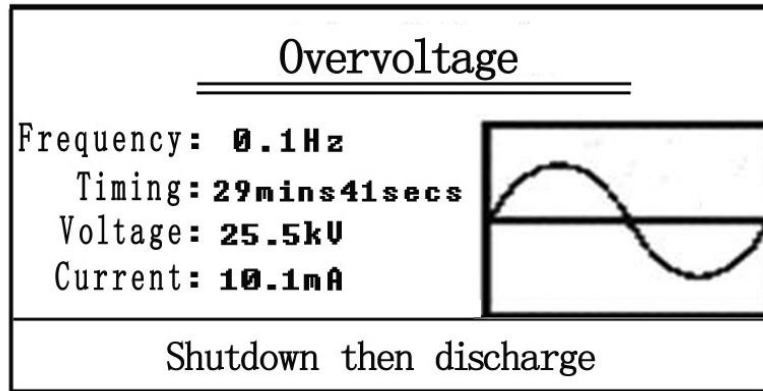 Overvoltage
Frequency: 0.1Hz
Timing: 29mins41secs
Voltage: 25.5kV
Current: 10.1mA
Shutdown then discharge